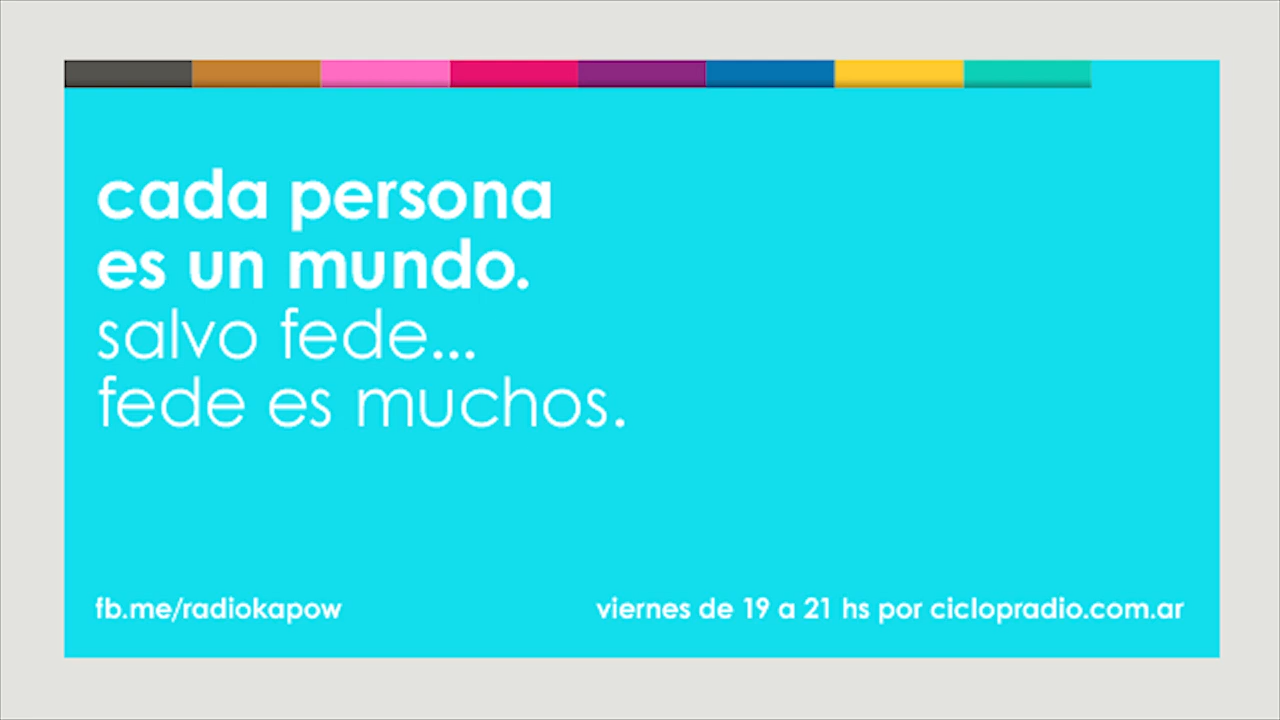 cada persona
es un mundo.
salvo fede...
fede es muchos.
fb.me/radiokapow
viernes de 19 a 21 hs por ciclopradio.com.ar